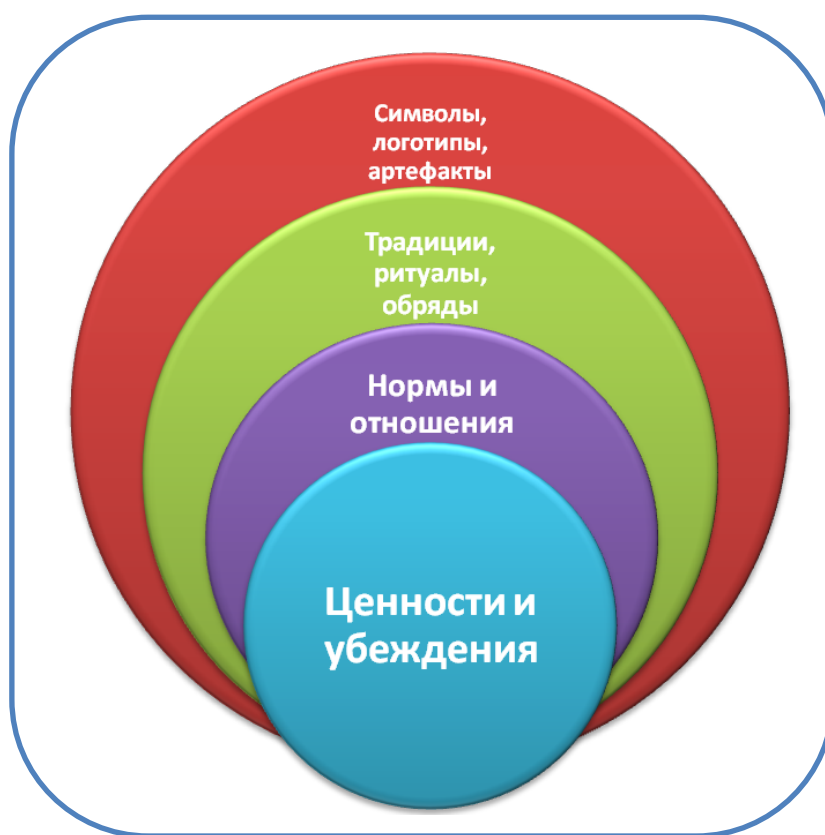 Символы,
логотипы,
артефакты
Традиции,
ритуалы,
обряды
Нормы и
отношения
Ценности и
убеждения